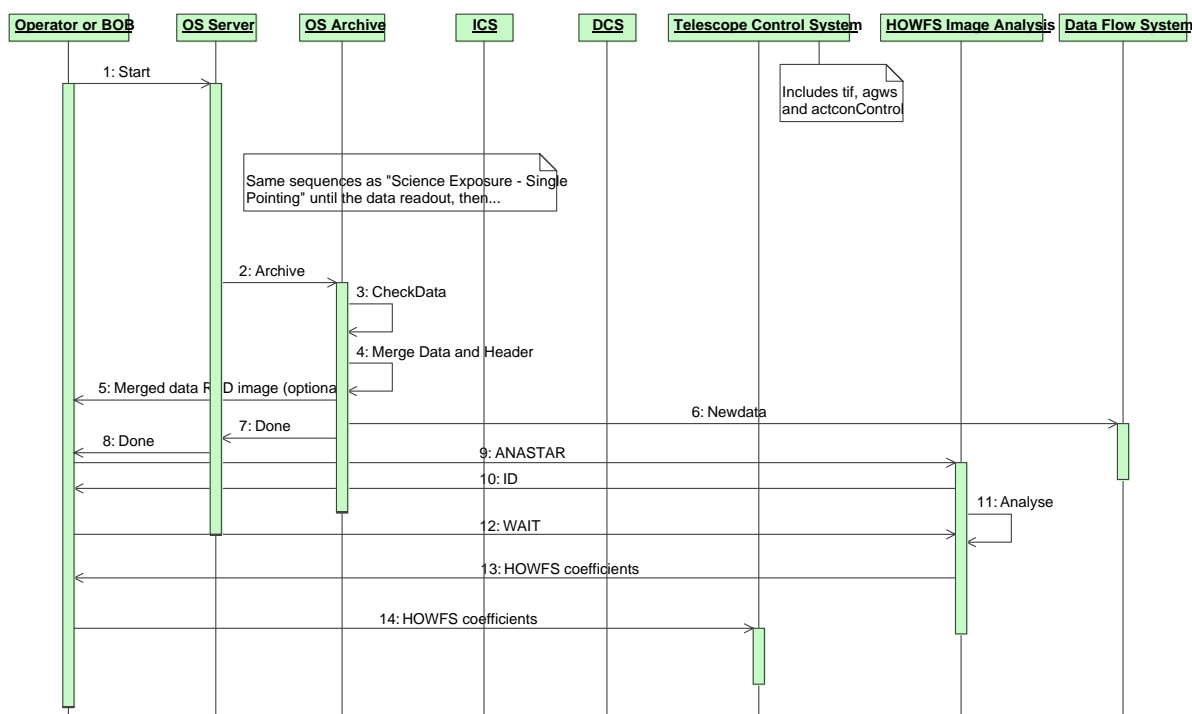 Operator or BOB
OS Server
OS Archive
ICS
DCS
Telescope Control System
HOWFS Image Analysis
Data Flow System
1: Start
Includes tif, agws
and actconControl
Same sequences as "Science Exposure - Single
Pointing" until the data readout, then...
2: Archive
3: CheckData
4: Merge Data and Header
5: Merged data D image (optiona
6: Newdata
7: Done
8: Done
9: ANASTAR
10: ID
11: Analyse
12: WAIT
13: HOWFS coefficients
14: HOWFS coefficients